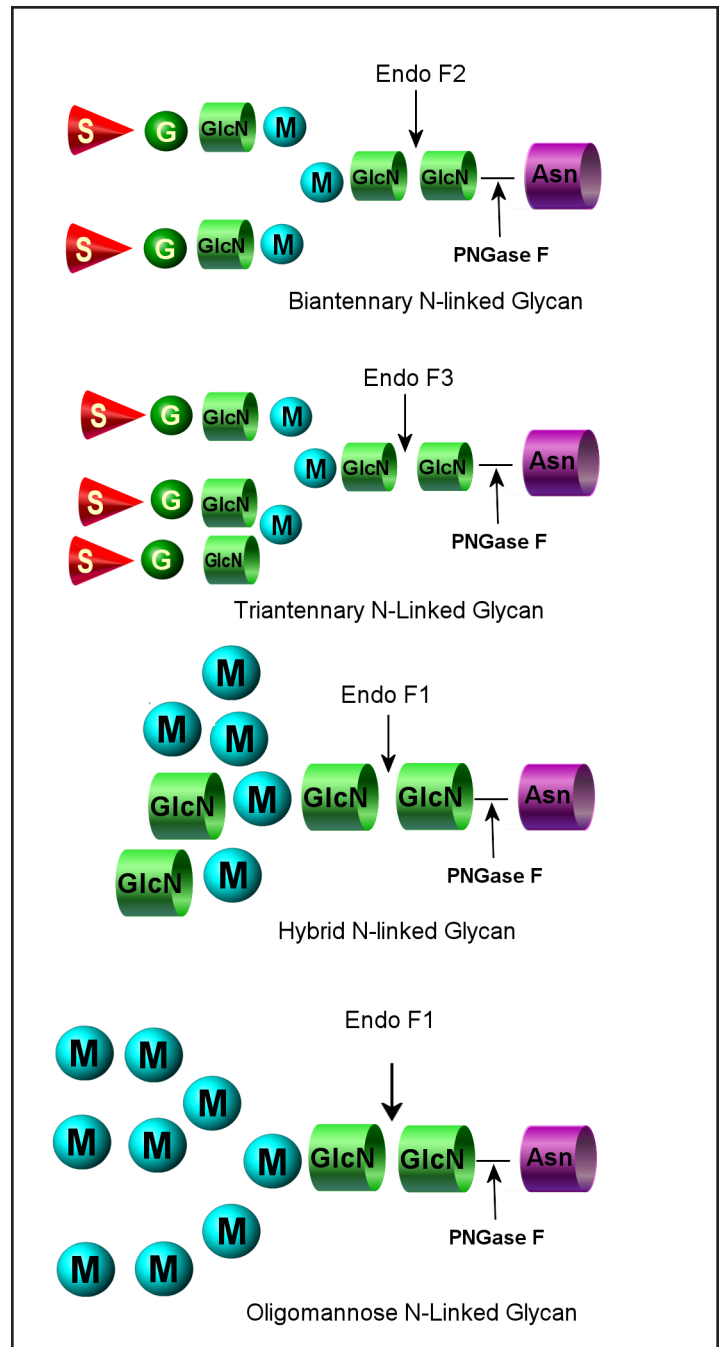 Endo F2
S G GlcN M
M GlcN GlcN Asn
S G GlcN M
PNGase F
Biantennary N-linked Glycan
Endo F3
S G GlcN M
M GlcN GlcN Asn
S G GlcN M
S G GlcN
PNGase F
Triantennary N-Linked Glycan
M
Endo F1
M M
GlcN M GlcN GlcN Asn
GlcN M
PNGase F
Hybrid N-linked Glycan
Endo F1
M M
M
M M
M GlcN GlcN Asn
M
PNGase F
M M
Oligomannose N-Linked Glycan